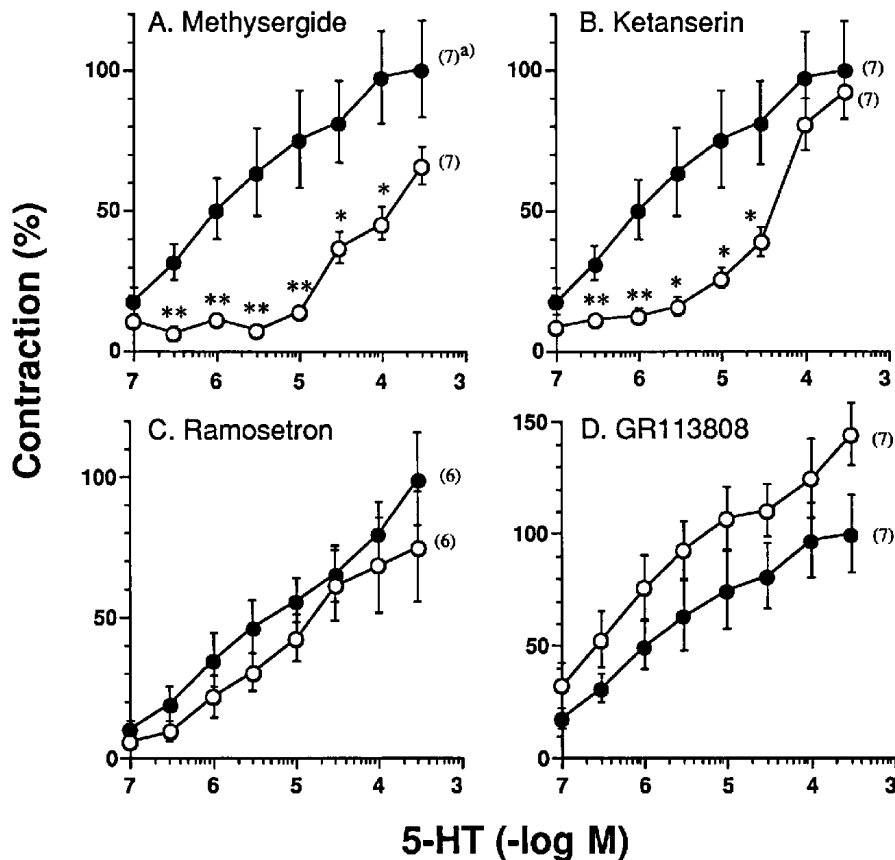 Contraction (%)
A. Methysergide
(7)a)
(7)
100
50
0
** ** ** ** * *
7 6 5 4 3
B. Ketanserin
(7)
(7)
100
50
0
** ** * * *
7 6 5 4 3
C. Ramosetron
(6)
(6)
100
50
0
7 6 5 4 3
D. GR113808
(7)
(7)
150
100
50
0
7 6 5 4 3
5-HT (-log M)